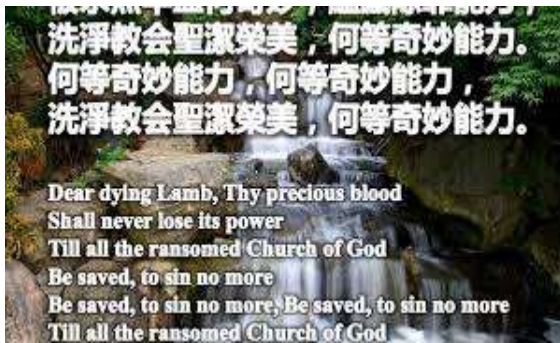 洗淨教会聖潔榮美，何等奇妙能力。
何等奇妙能力，何等奇妙能力，
洗淨教会聖潔榮美，何等奇妙能力。
Dear dying Lamb, Thy precious blood
Shall never lose its power
Till all the ransomed Church of God
Be saved, to sin no more
Be saved, to sin no more, Be saved, to sin no more
Till all the ransomed Church of God